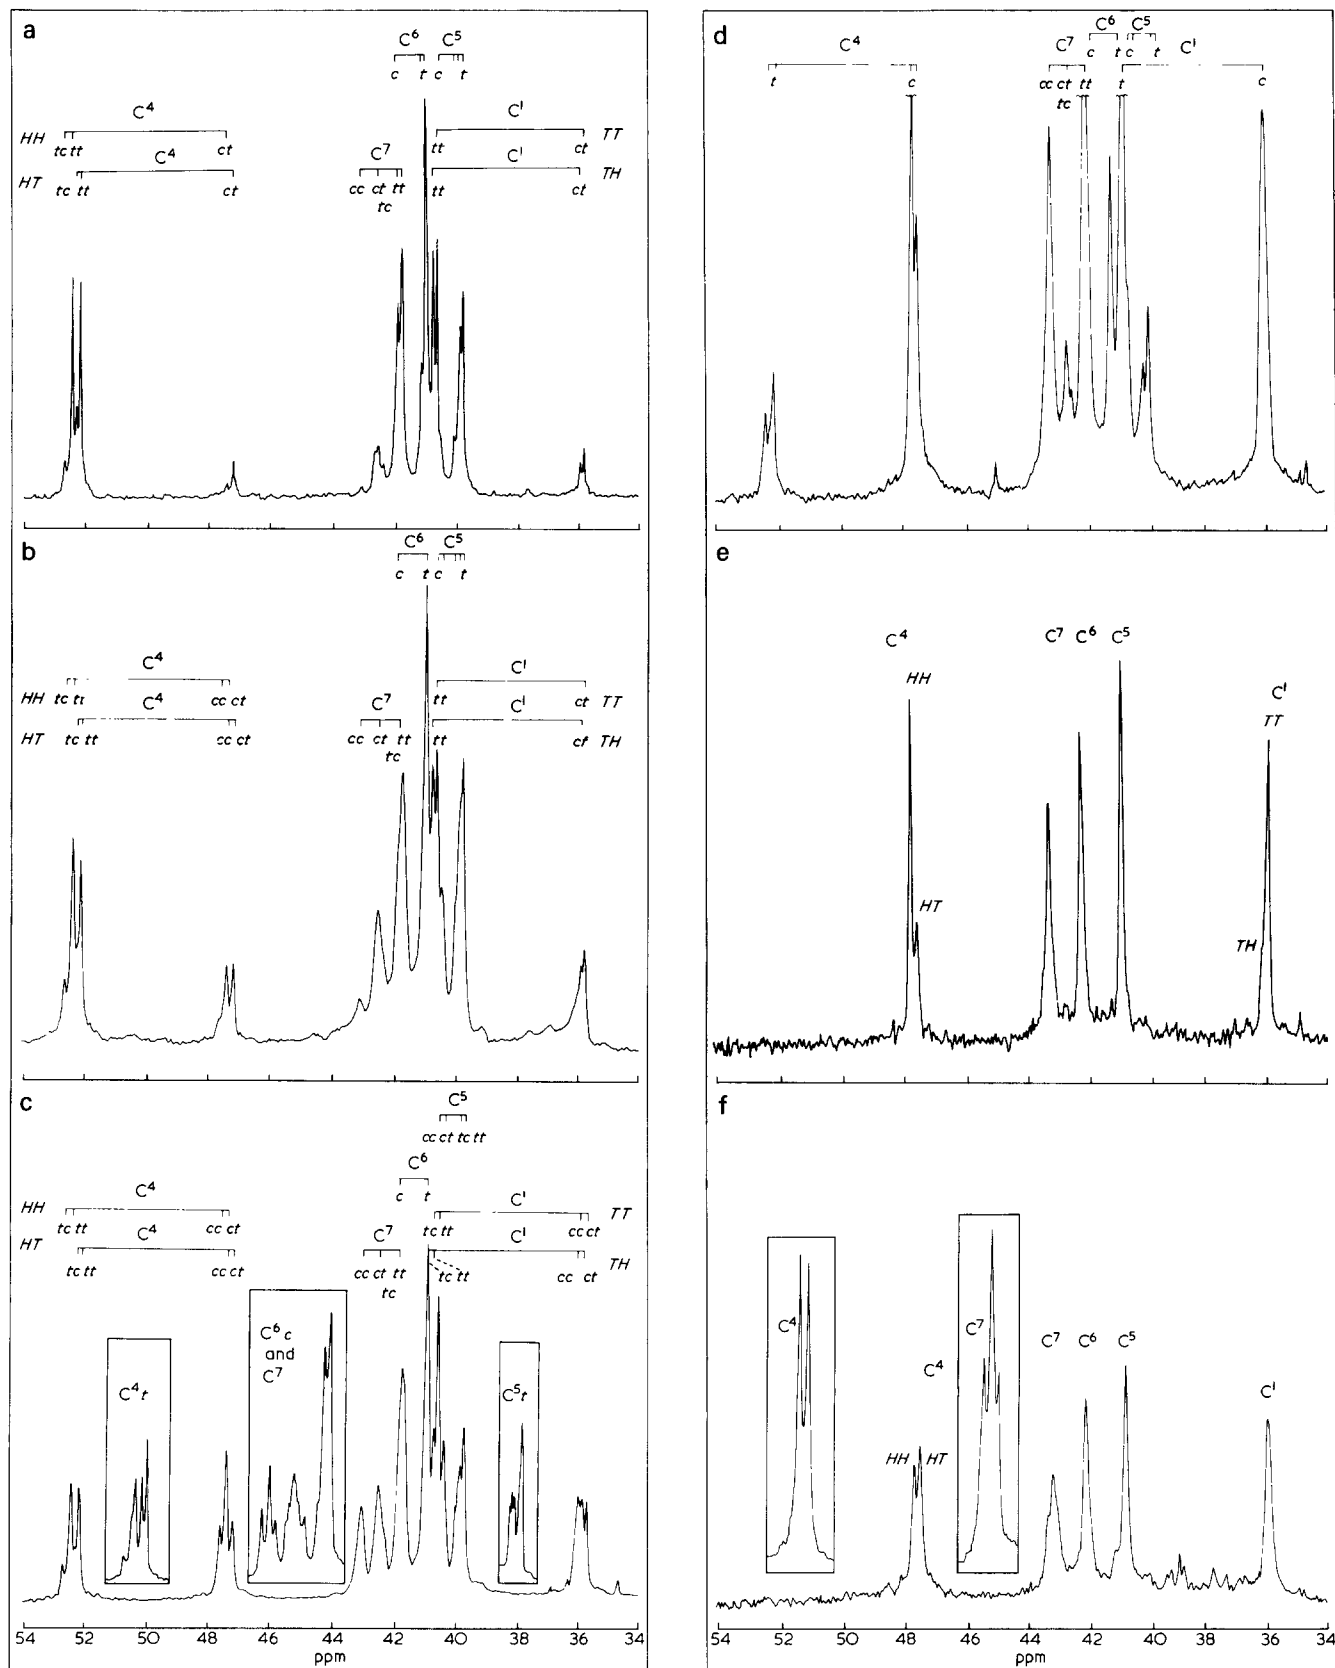 a
C⁶ C⁵
c t c t
C⁴ C¹
HH tc tt ct tt ct TT
C⁴ C⁷ C¹
HT tc tt ct cc ct tt tt ct TH
tc
b
C⁶ C⁵
c t c t
C⁴ C¹
HH tc tt cc ct tt ct TT
C⁴ C⁷ C¹
HT tc tt cc ct cc ct tt tt ct TH
tc
c
C⁵
cc ct tc tt
C⁶
c t
C⁴ C¹
HH tc tt cc ct tc tt cc ct TT
C⁴ C⁷ C¹
HT tc tt cc ct cc ct tt tc tt cc ct TH
tc
C⁴t
C⁶c
and
C⁷
C⁵t
54 50 48 46 44 42 40 38 36 34
ppm
d
C⁶ C⁵
C⁴ C⁷ c t c t C¹
t c cc ct tt t c
tc
e
C⁴ C⁷ C⁶ C⁵
HH C¹
TT
HT
TH
f
C⁴ C⁷
C⁴ C⁷ C⁶ C⁵ C¹
HH HT
54 52 50 48 46 44 42 40 38 36 34
ppm